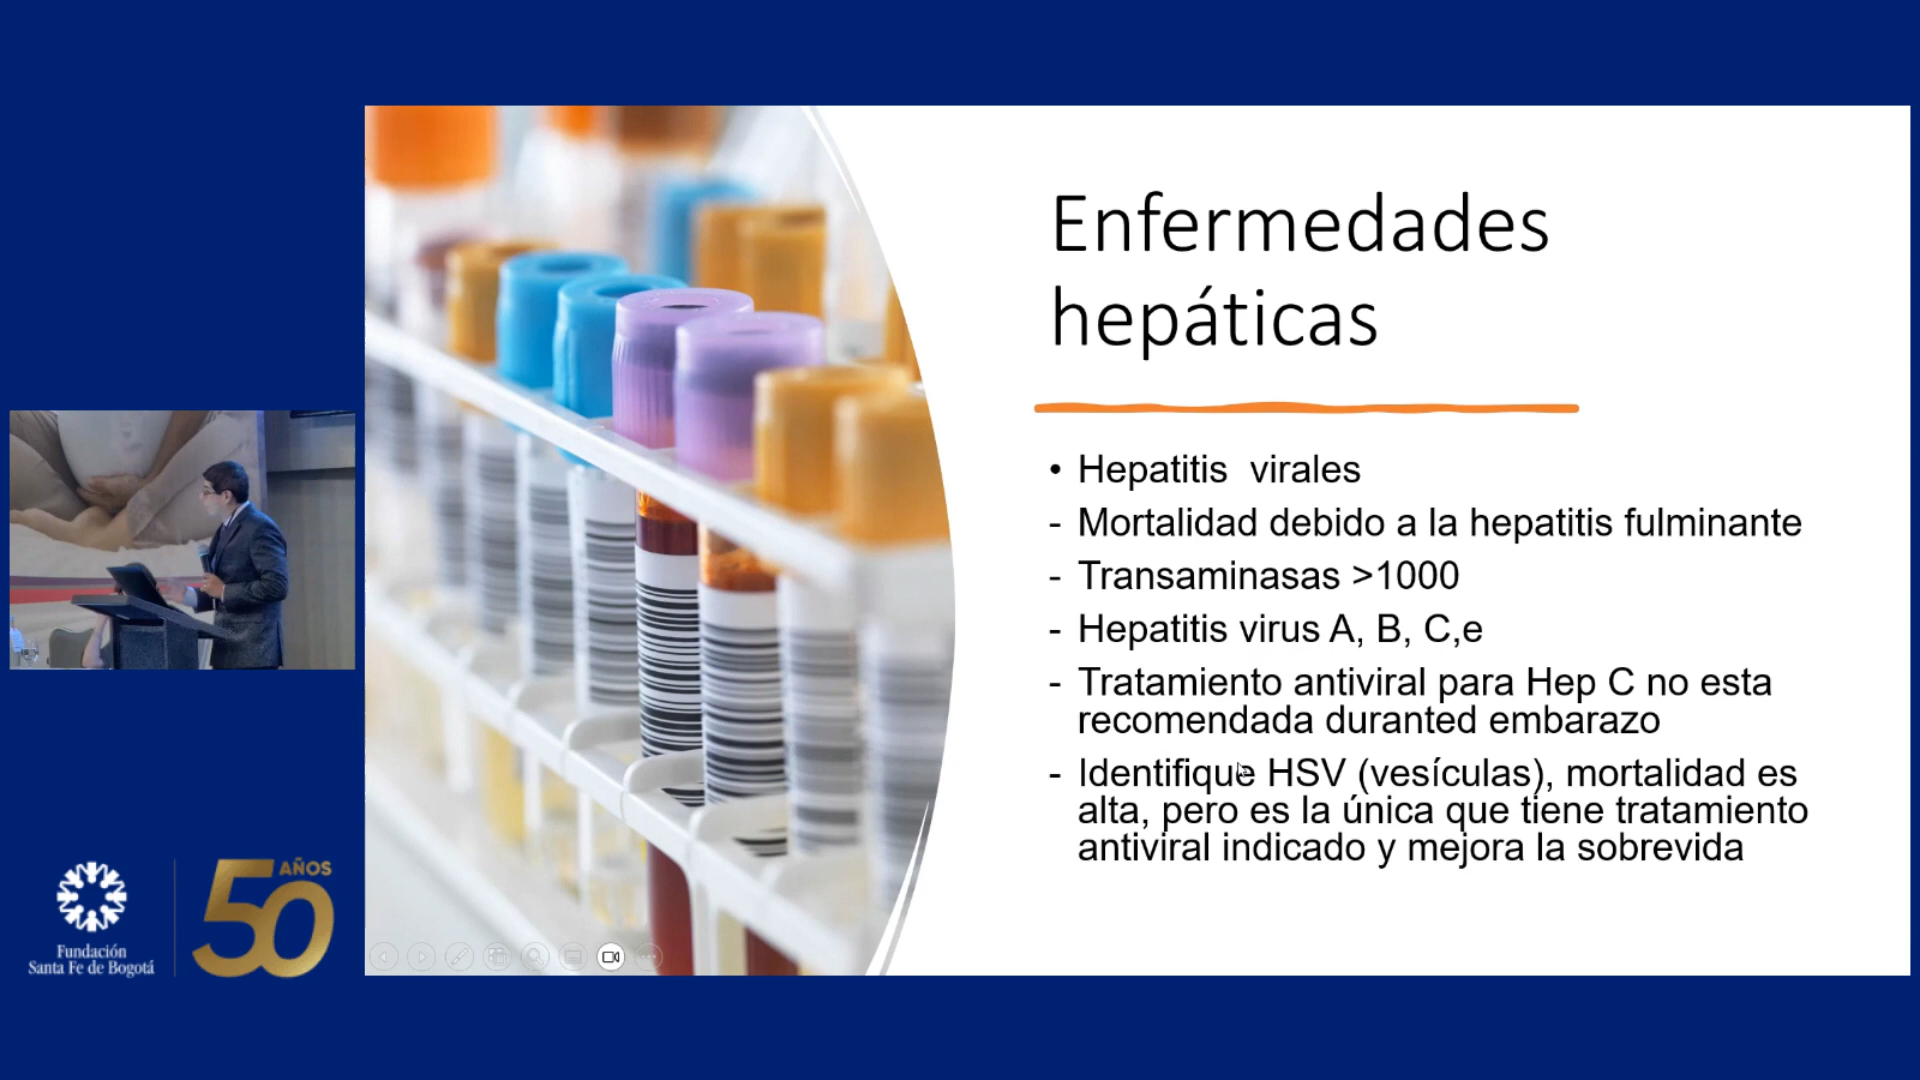 Enfermedades
hepáticas
• Hepatitis  virales
- Mortalidad debido a la hepatitis fulminante
- Transaminasas >1000
- Hepatitis virus A, B, C,e
- Tratamiento antiviral para Hep C no esta
recomendada duranted embarazo
- Identifique HSV (vesículas), mortalidad es
alta, pero es la única que tiene tratamiento
antiviral indicado y mejora la sobrevida
Fundación
Santa Fe de Bogotá
50 AÑOS